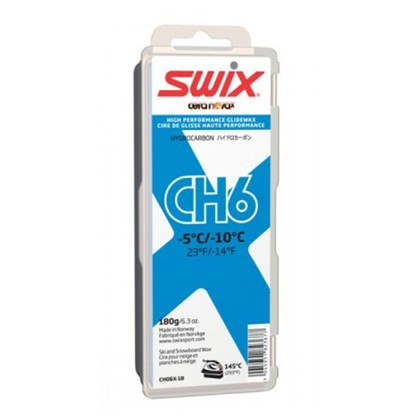 SWIX
cera nova x
HIGH PERFORMANCE GLIDEWAX
CIRE DE GLISSE HAUTE PERFORMANCE
HYDROCARBON ハイドロカーボン
CH6
-5°C/-10°C
23°F/-14°F
180g/6.3 oz.
Made in Norway
Fabriqué en Norvège
www.swixsport.com
Ski and Snowboard Wax
Cire pour neige et
planches à neige
CH06X-18
145°C
(293°F)